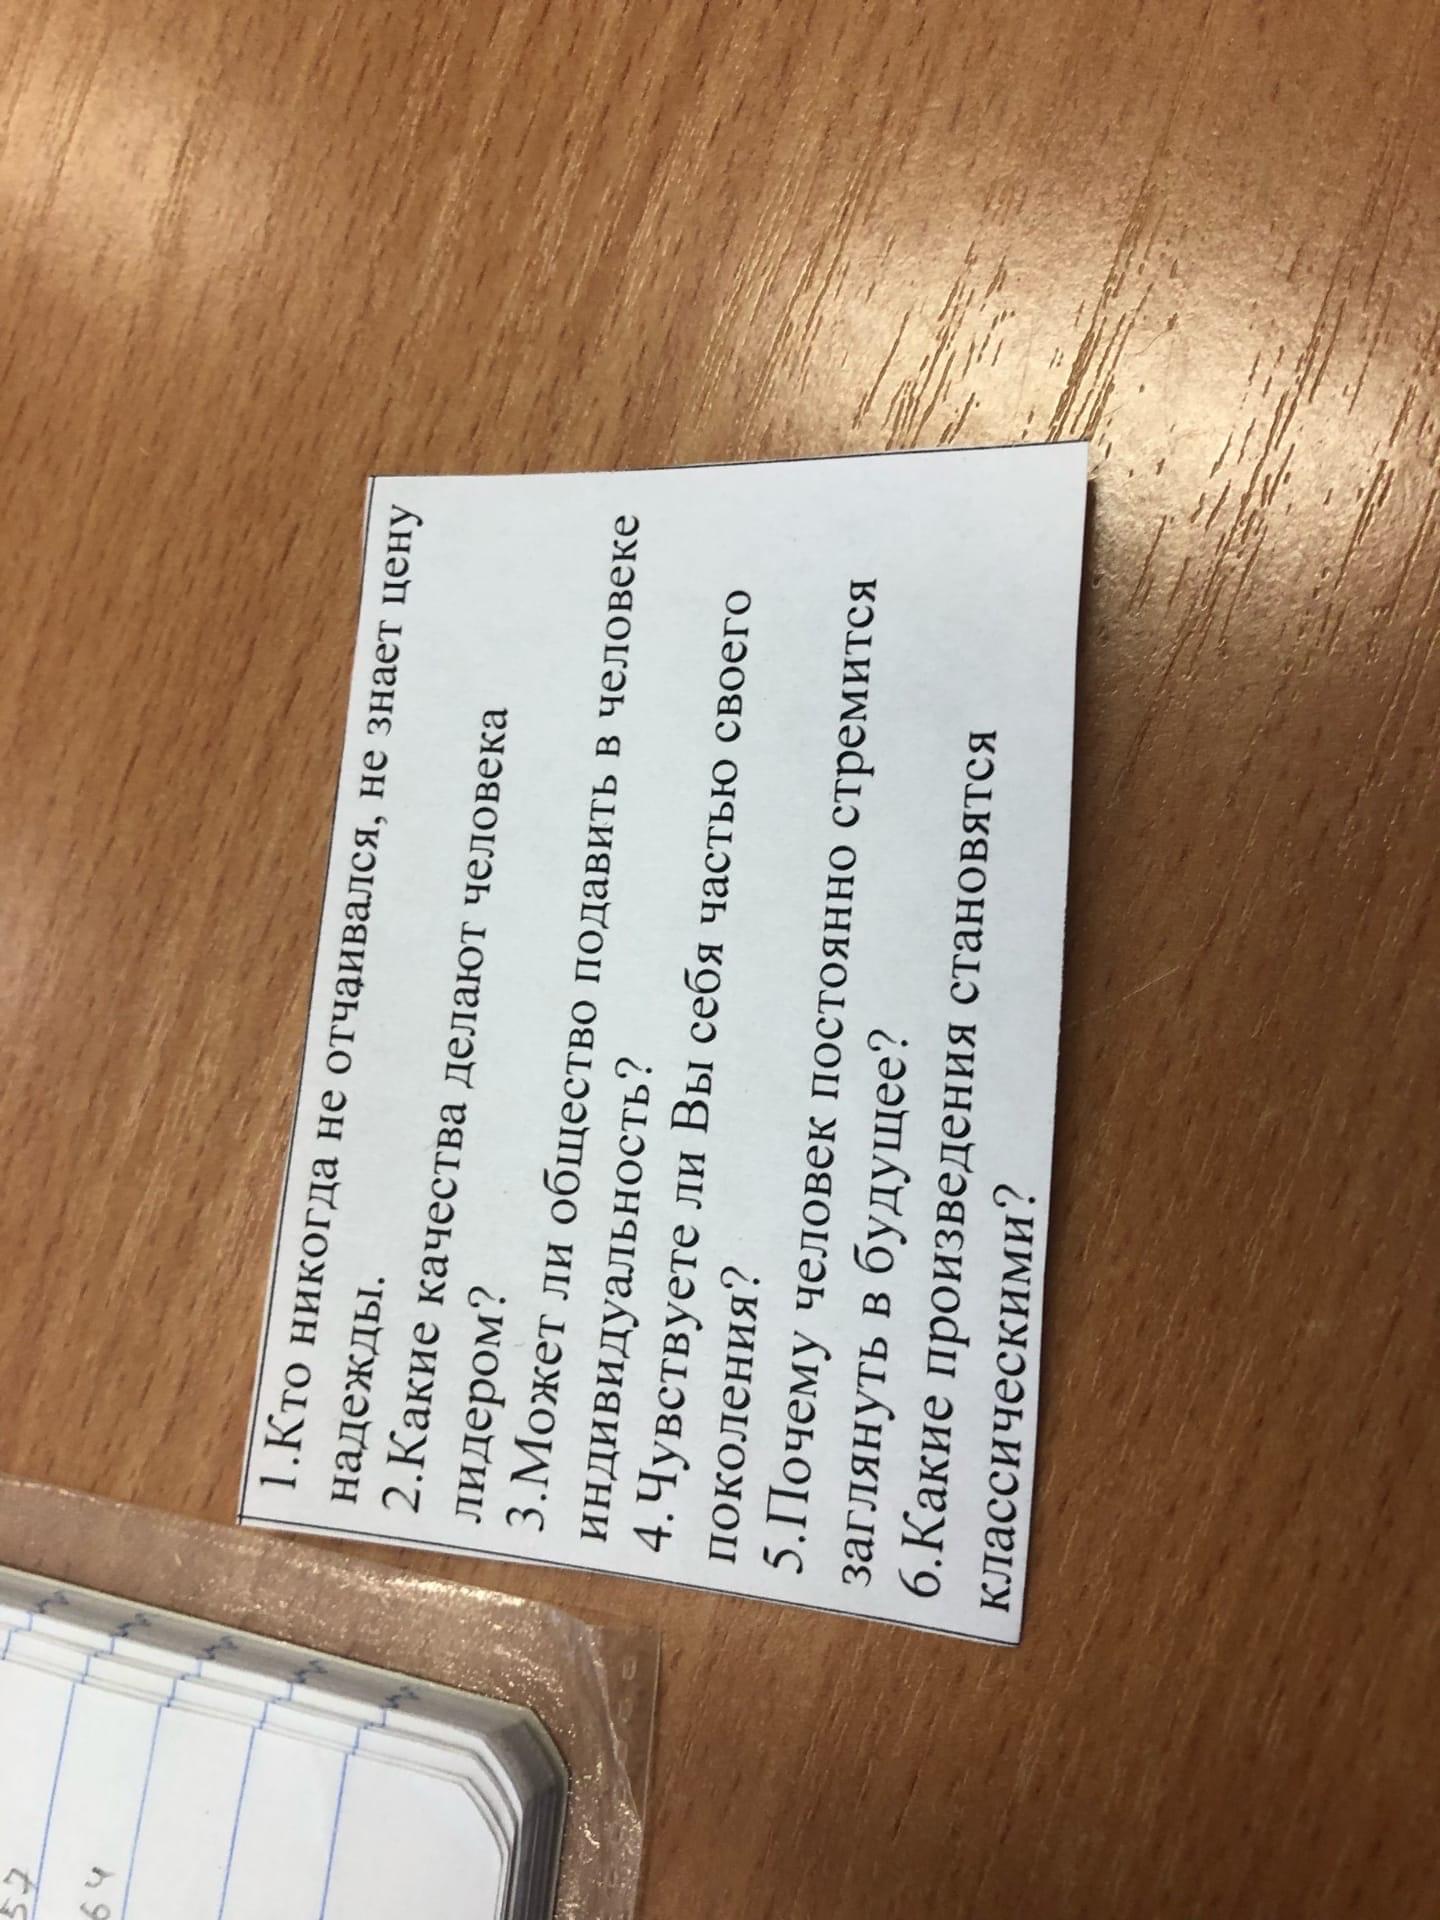 1.Кто никогда не отчаивался, не знает цену
надежды.
2.Какие качества делают человека
лидером?
3.Может ли общество подавить в человеке
индивидуальность?
4.Чувствуете ли Вы себя частью своего
поколения?
5.Почему человек постоянно стремится
заглянуть в будущее?
6.Какие произведения становятся
классическими?
57
64